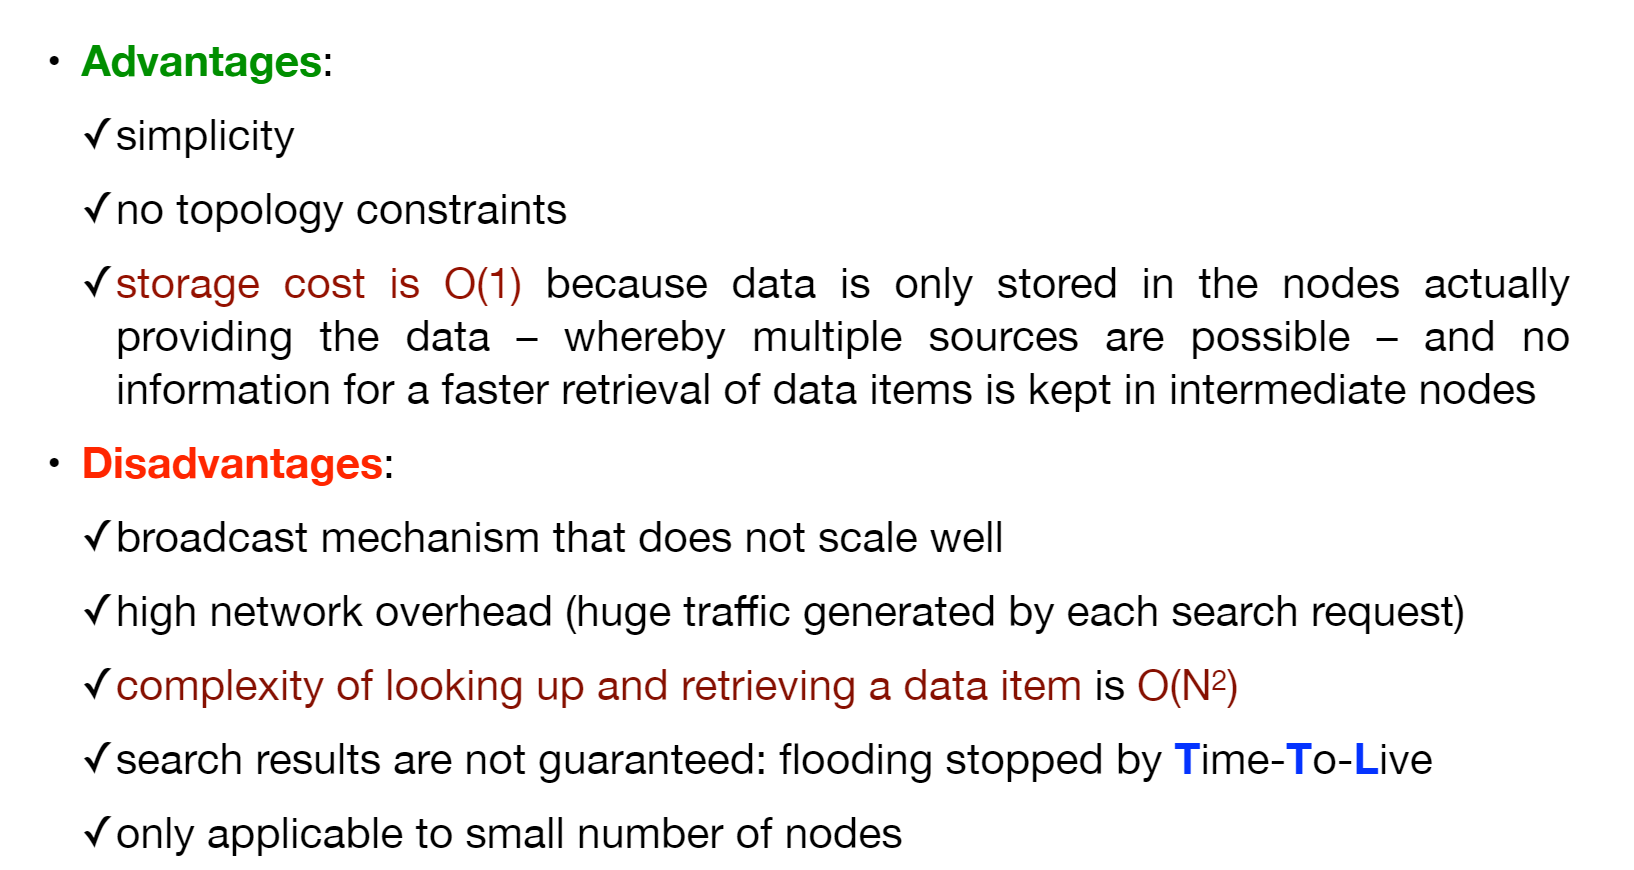 • Advantages:
✓simplicity
✓no topology constraints
✓storage cost is O(1) because data is only stored in the nodes actually
providing the data – whereby multiple sources are possible – and no
information for a faster retrieval of data items is kept in intermediate nodes
• Disadvantages:
✓broadcast mechanism that does not scale well
✓high network overhead (huge traffic generated by each search request)
✓complexity of looking up and retrieving a data item is O(N²)
✓search results are not guaranteed: flooding stopped by Time-To-Live
✓only applicable to small number of nodes